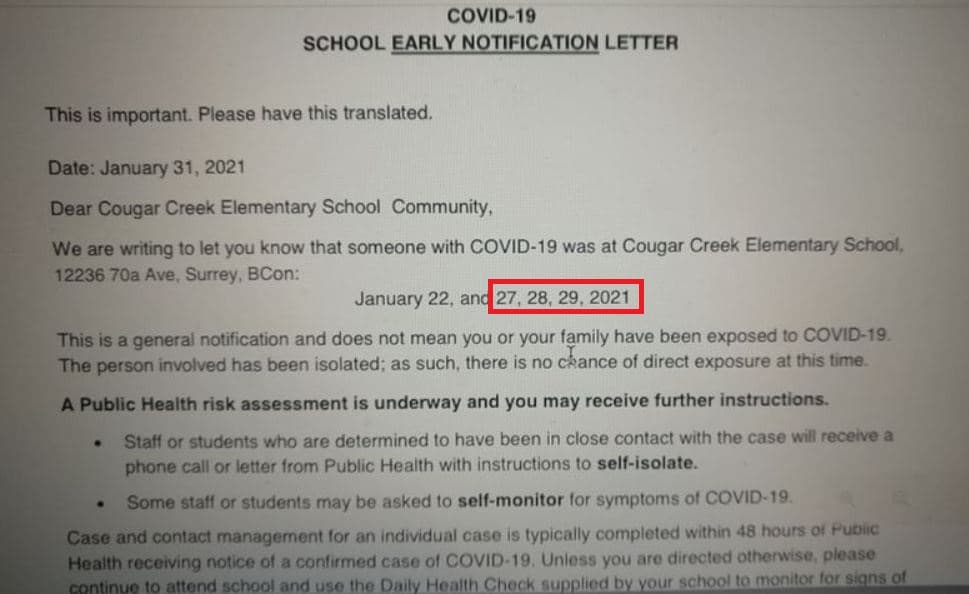 COVID-19
SCHOOL EARLY NOTIFICATION LETTER
This is important. Please have this translated.
Date: January 31, 2021
Dear Cougar Creek Elementary School Community,
We are writing to let you know that someone with COVID-19 was at Cougar Creek Elementary School,
12236 70a Ave, Surrey, BCon:
January 22, and 27, 28, 29, 2021
This is a general notification and does not mean you or your family have been exposed to COVID-19.
The person involved has been isolated; as such, there is no chance of direct exposure at this time.
A Public Health risk assessment is underway and you may receive further instructions.
• Staff or students who are determined to have been in close contact with the case will receive a
phone call or letter from Public Health with instructions to self-isolate.
• Some staff or students may be asked to self-monitor for symptoms of COVID-19.
Case and contact management for an individual case is typically completed within 48 hours of Public
Health receiving notice of a confirmed case of COVID-19. Unless you are directed otherwise, please
continue to attend school and use the Daily Health Check supplied by your school to monitor for signs of